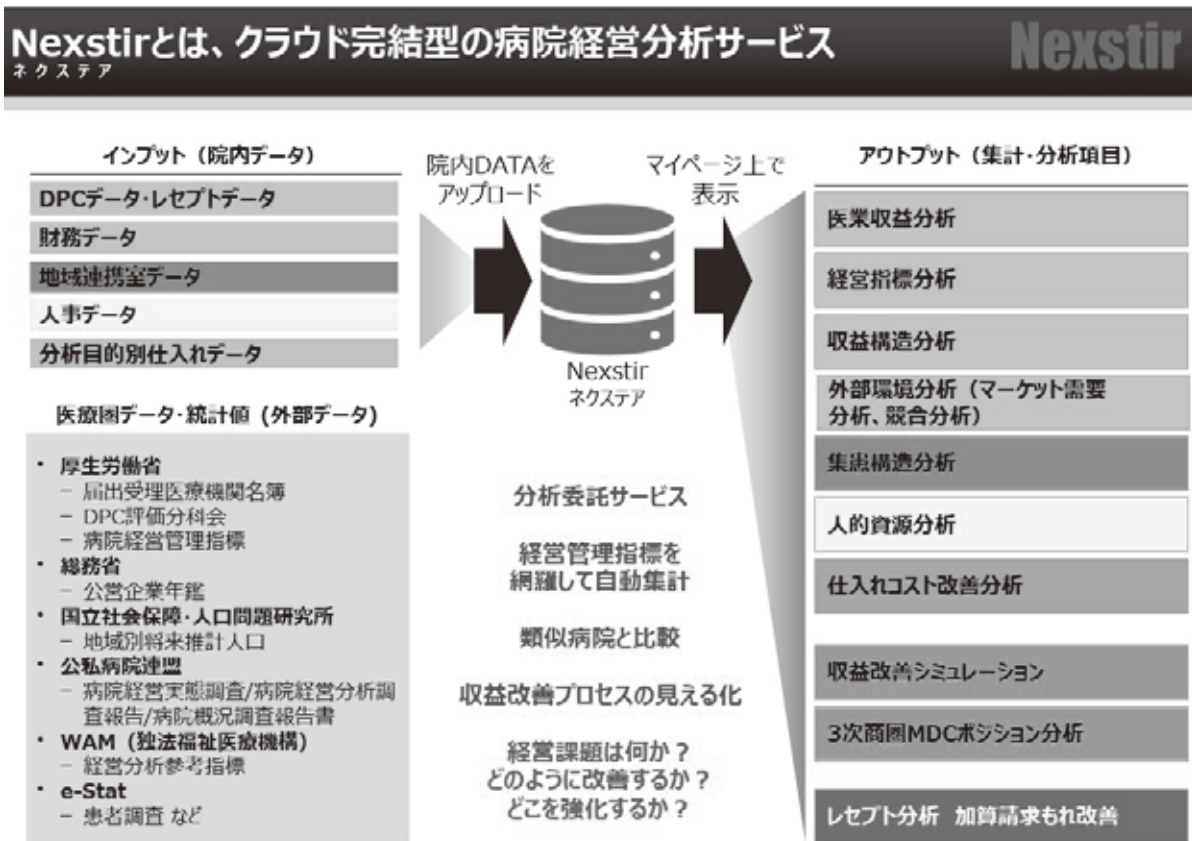 Nexstirとは、クラウド完結型の病院経営分析サービス
ネクステア
Nexstir
インプット（院内データ）
DPCデータ・レセプトデータ
財務データ
地域連携室データ
人事データ
分析目的別仕入れデータ
医療圏データ・統計値 (外部データ)
・ 厚生労働省
− 届出受理医療機関名簿
− DPC評価分科会
− 病院経営管理指標
・ 総務省
− 公営企業年鑑
・ 国立社会保障・人口問題研究所
− 地域別将来推計人口
・ 公私病院連盟
− 病院経営実態調査/病院経営分析調
査報告/病院概況調査報告書
・ WAM（独法福祉医療機構）
− 経営分析参考指標
・ e-Stat
− 患者調査 など
院内DATAを
アップロード
マイページ上で
表示
Nexstir
ネクステア
分析委託サービス
経営管理指標を
網羅して自動集計
類似病院と比較
収益改善プロセスの見える化
経営課題は何か？
どのように改善するか？
どこを強化するか？
アウトプット（集計・分析項目）
医業収益分析
経営指標分析
収益構造分析
外部環境分析（マーケット需要
分析、競合分析）
集患構造分析
人的資源分析
仕入れコスト改善分析
収益改善シミュレーション
3次商圏MDCポジション分析
レセプト分析 加算請求もれ改善